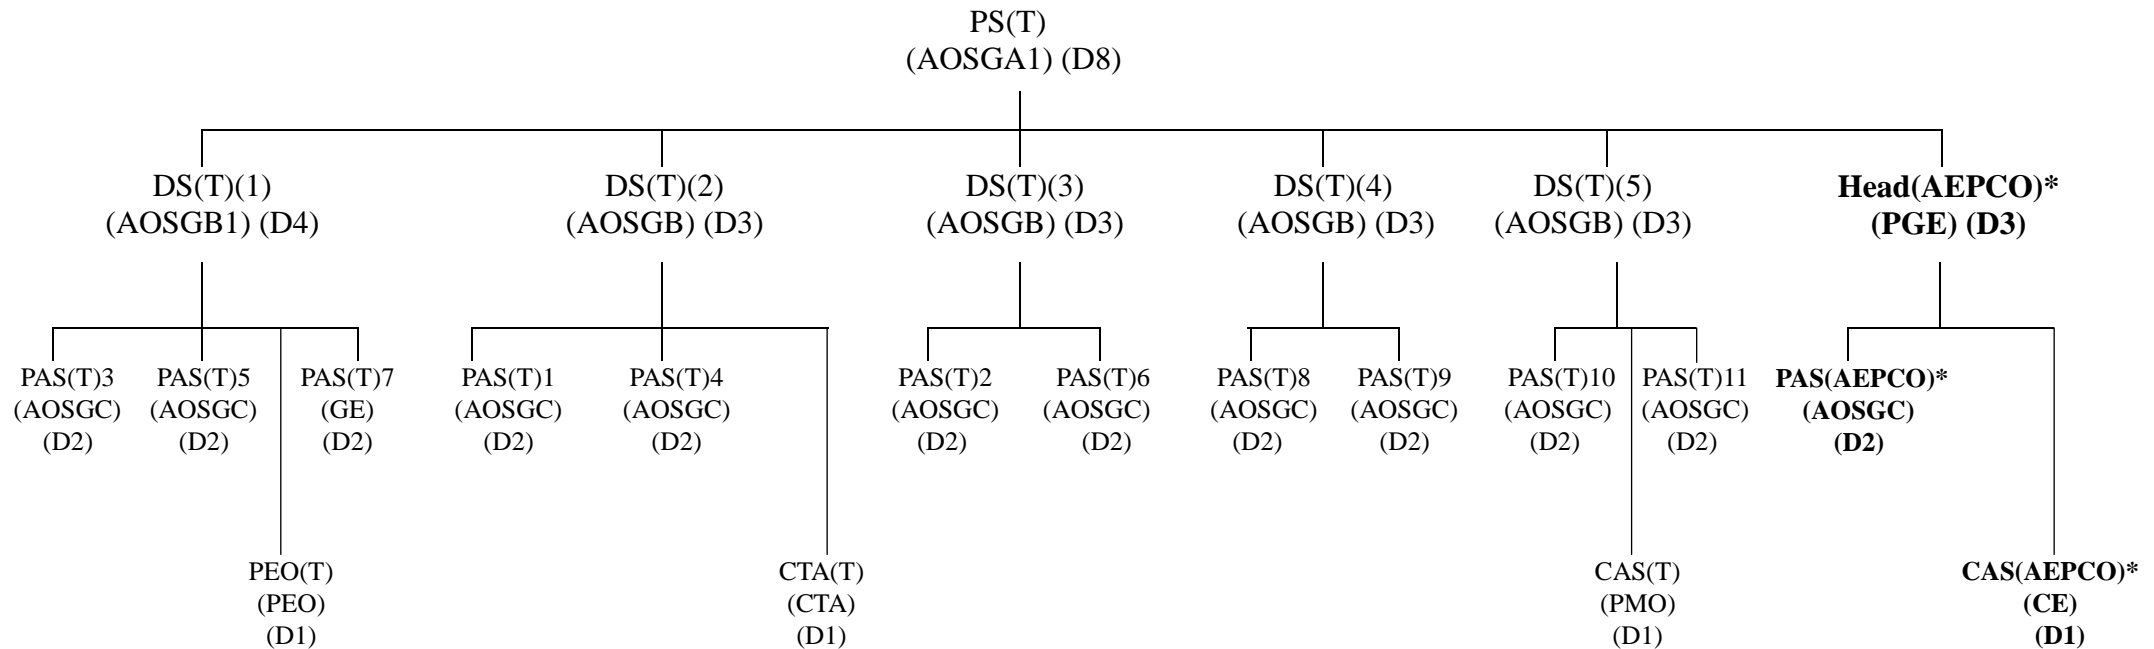 PS(T)
(AOSGA1) (D8)
DS(T)(1)
(AOSGB1) (D4)
DS(T)(2)
(AOSGB) (D3)
DS(T)(3)
(AOSGB) (D3)
DS(T)(4)
(AOSGB) (D3)
DS(T)(5)
(AOSGB) (D3)
Head(AEPCO)*
(PGE) (D3)
PAS(T)3
(AOSGC)
(D2)
PAS(T)5
(AOSGC)
(D2)
PAS(T)7
(GE)
(D2)
PAS(T)1
(AOSGC)
(D2)
PAS(T)4
(AOSGC)
(D2)
PAS(T)2
(AOSGC)
(D2)
PAS(T)6
(AOSGC)
(D2)
PAS(T)8
(AOSGC)
(D2)
PAS(T)9
(AOSGC)
(D2)
PAS(T)10
(AOSGC)
(D2)
PAS(T)11
(AOSGC)
(D2)
PAS(AEPCO)*
(AOSGC)
(D2)
PEO(T)
(PEO)
(D1)
CTA(T)
(CTA)
(D1)
CAS(T)
(PMO)
(D1)
CAS(AEPCO)*
(CE)
(D1)